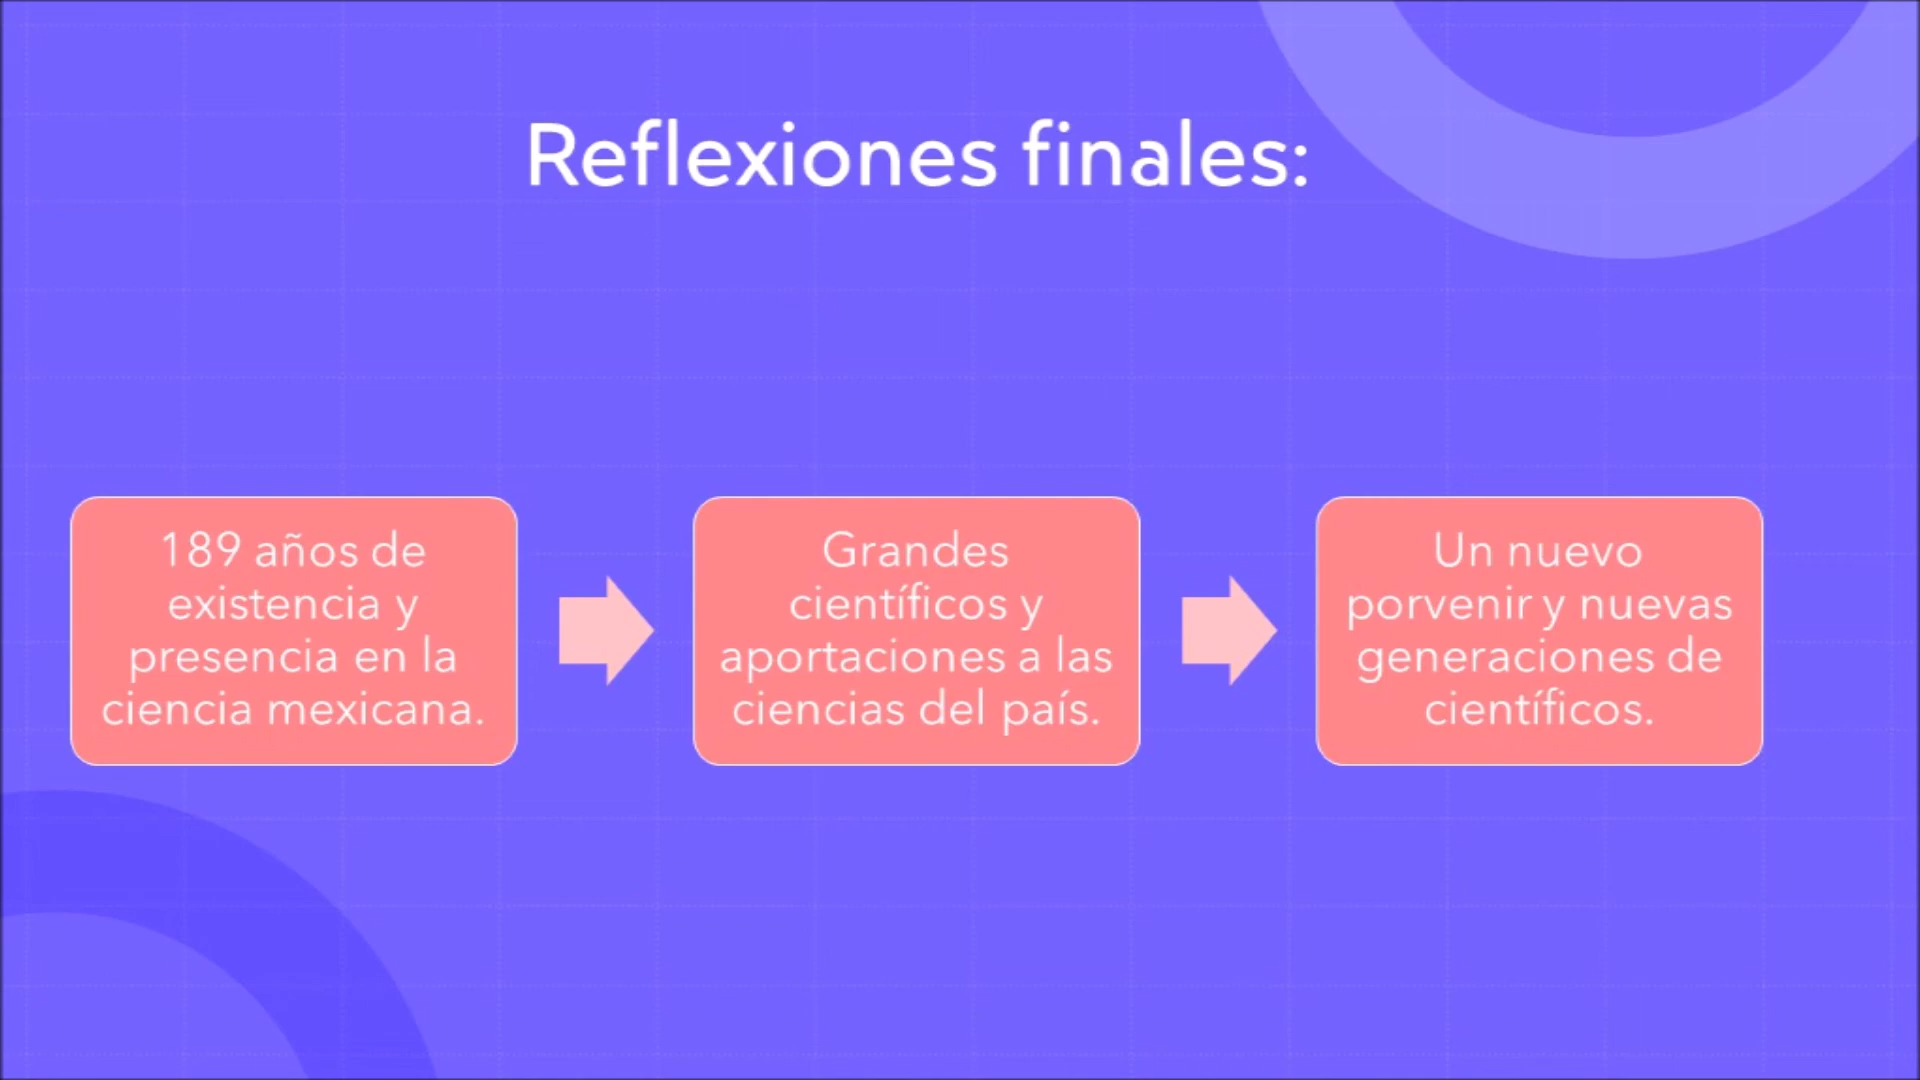 Reflexiones finales:
189 años de
existencia y
presencia en la
ciencia mexicana.
Grandes
científicos y
aportaciones a las
ciencias del país.
Un nuevo
porvenir y nuevas
generaciones de
científicos.